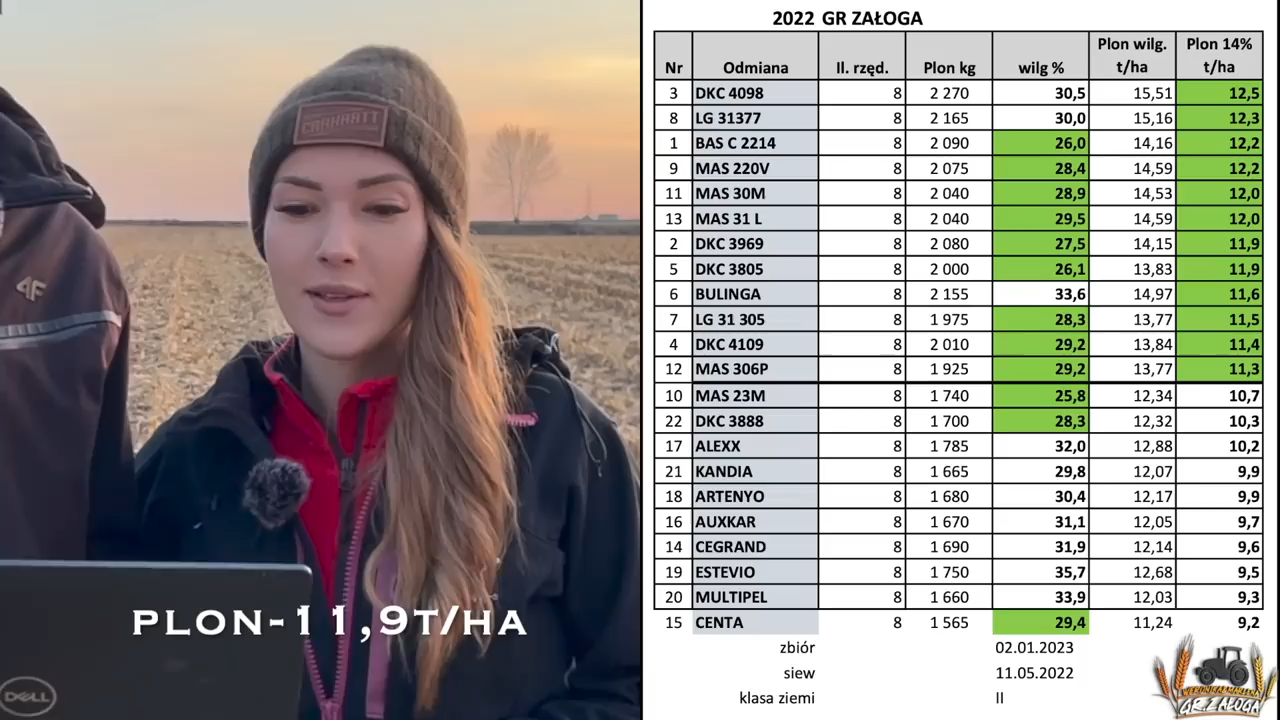 CARHARTT
4F
PLON-11,9T/HA
DELL
2022 GR ZAŁOGA
Nr Odmiana Il. rzęd. Plon kg wilg % Plon wilg. t/ha Plon 14% t/ha
3 DKC 4098 8 2 270 30,5 15,51 12,5
8 LG 31377 8 2 165 30,0 15,16 12,3
1 BAS C 2214 8 2 090 26,0 14,16 12,2
9 MAS 220V 8 2 075 28,4 14,59 12,2
11 MAS 30M 8 2 040 28,9 14,53 12,0
13 MAS 31 L 8 2 040 29,5 14,59 12,0
2 DKC 3969 8 2 080 27,5 14,15 11,9
5 DKC 3805 8 2 000 26,1 13,83 11,9
6 BULINGA 8 2 155 33,6 14,97 11,6
7 LG 31 305 8 1 975 28,3 13,77 11,5
4 DKC 4109 8 2 010 29,2 13,84 11,4
12 MAS 306P 8 1 925 29,2 13,77 11,3
10 MAS 23M 8 1 740 25,8 12,34 10,7
22 DKC 3888 8 1 700 28,3 12,32 10,3
17 ALEXX 8 1 785 32,0 12,88 10,2
21 KANDIA 8 1 665 29,8 12,07 9,9
18 ARTENYO 8 1 680 30,4 12,17 9,9
16 AUXKAR 8 1 670 31,1 12,05 9,7
14 CEGRAND 8 1 690 31,9 12,14 9,6
19 ESTEVIO 8 1 750 35,7 12,68 9,5
20 MULTIPEL 8 1 660 33,9 12,03 9,3
15 CENTA 8 1 565 29,4 11,24 9,2
zbiór 02.01.2023
siew 11.05.2022
klasa ziemi II
GR.ZAŁOGA